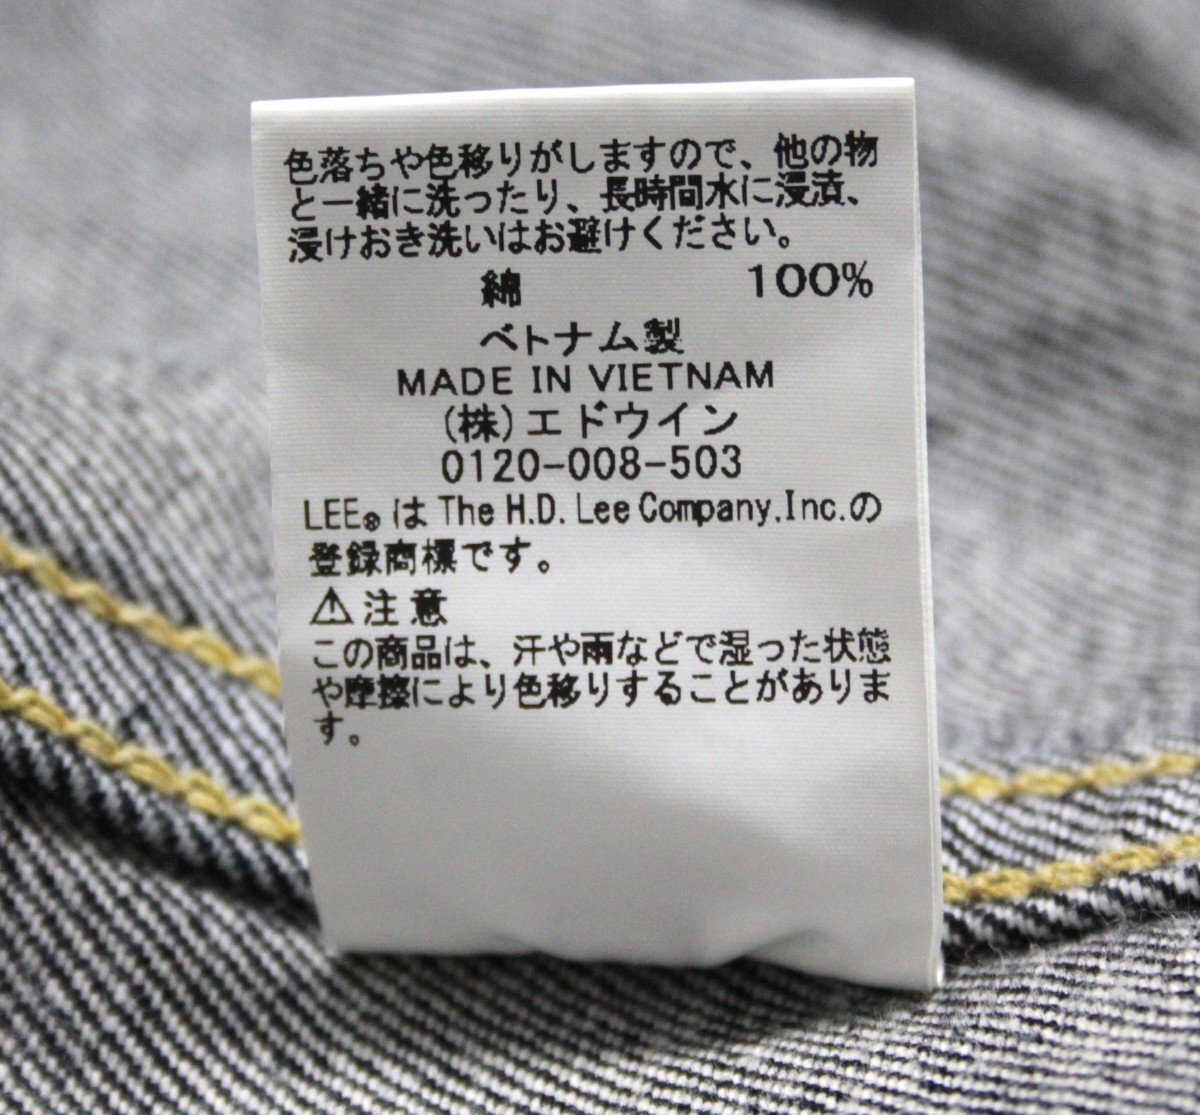 色落ちや色移りがしますので、他の物
と一緒に洗ったり、長時間水に浸漬、
浸けおき洗いはお避けください。
綿 100%
ベトナム製
MADE IN VIETNAM
(株)エドウイン
0120-008-503
LEE®は The H.D. Lee Company,Inc.の
登録商標です。
⚠注意
この商品は、汗や雨などで湿った状態
や摩擦により色移りすることがありま
す。